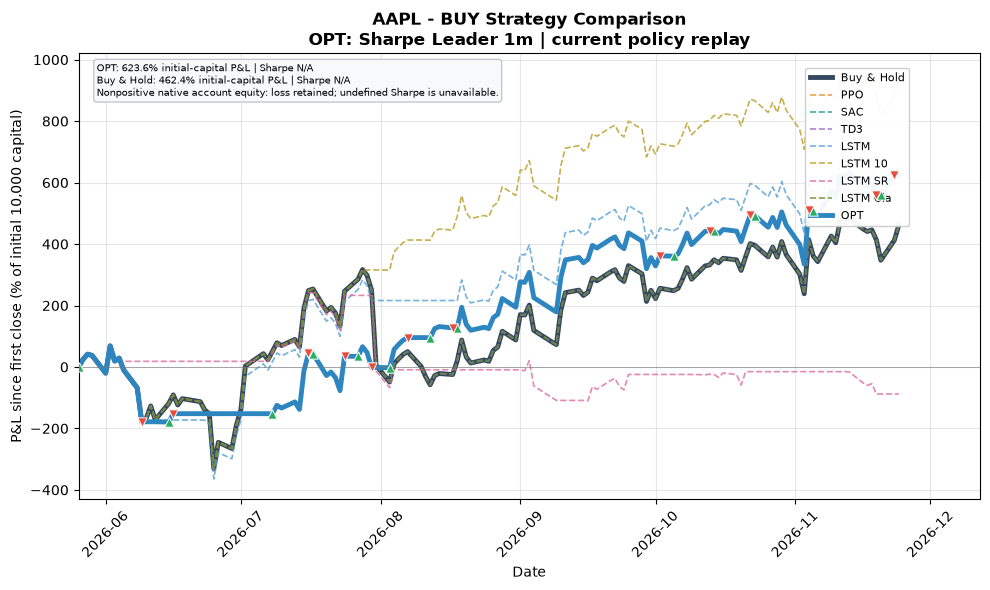 AAPL - BUY Strategy Comparison
OPT: Sharpe Leader 1m | current policy replay
OPT: 623.6% initial-capital P&L | Sharpe N/A
Buy & Hold: 462.4% initial-capital P&L | Sharpe N/A
Nonpositive native account equity: loss retained; undefined Sharpe is unavailable.
Buy & Hold
PPO
SAC
TD3
LSTM
LSTM 10
LSTM SR
LSTM
OPT
P&L since first close (% of initial 10,000 capital)
1000
800
600
400
200
0
−200
−400
2026-06
2026-07
2026-08
2026-09
2026-10
2026-11
2026-12
Date